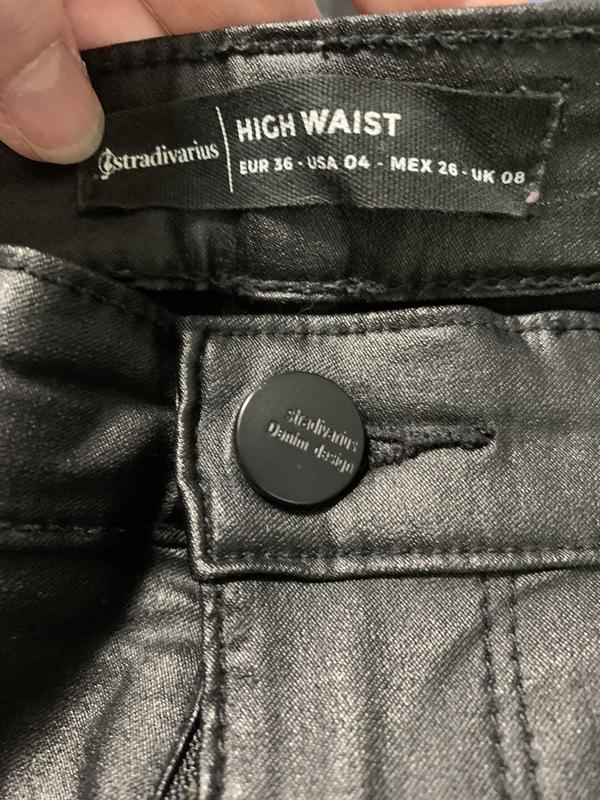 stradivarius
HIGH WAIST
EUR 36 - USA 04 - MEX 26 - UK 08
stradivarius
Denim design